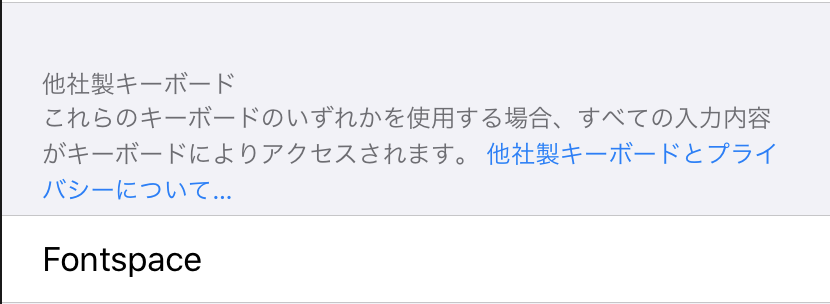 他社製キーボード
これらのキーボードのいずれかを使用する場合、すべての入力内容
がキーボードによりアクセスされます。 他社製キーボードとプライ
バシーについて...
Fontspace